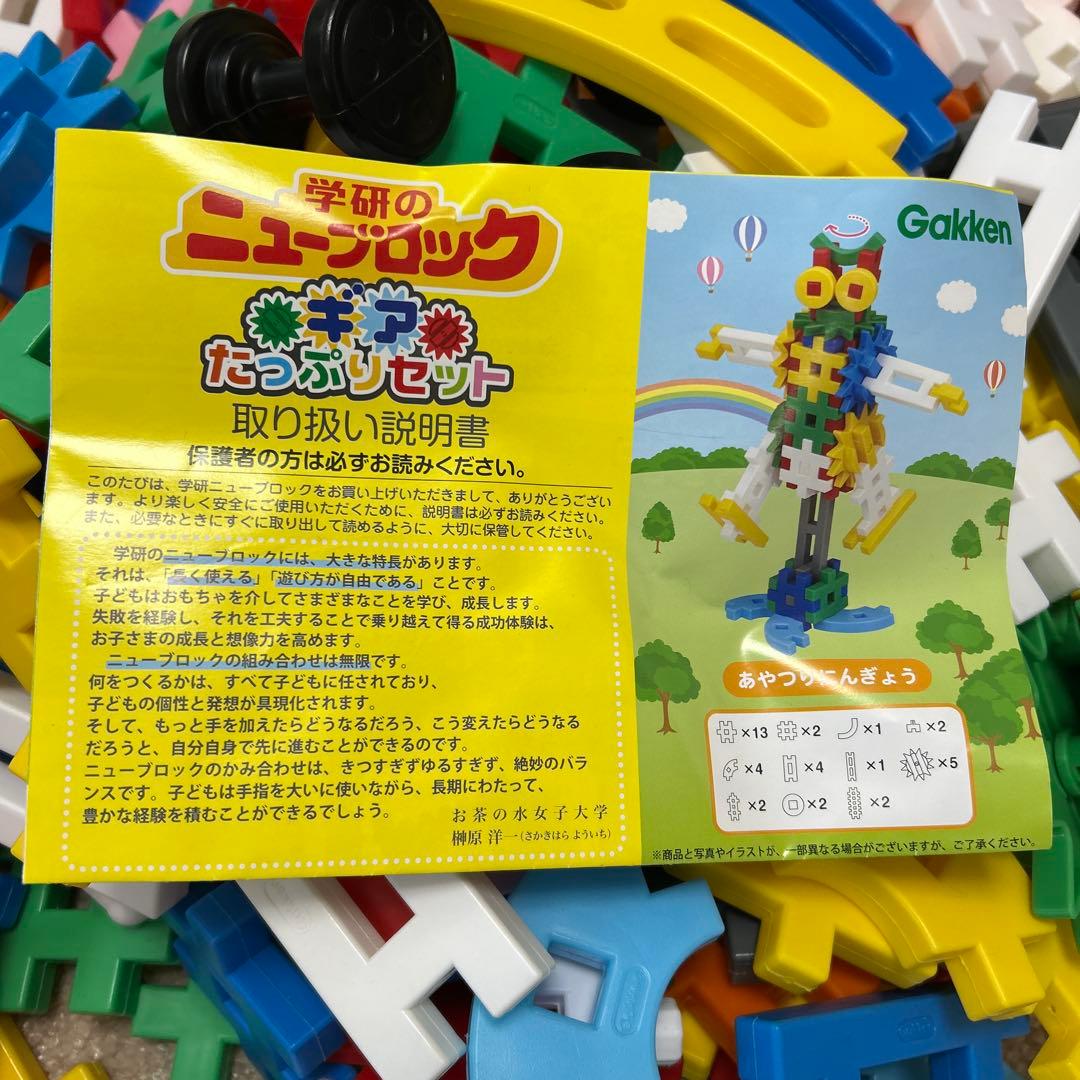 学研の
ニューブロック
ギア
たっぷりセット
取り扱い説明書
保護者の方は必ずお読みください。
このたびは、学研ニューブロックをお買い上げいただきまして、ありがとうござい
ます。より楽しく安全にご使用いただくために、説明書は必ずお読みください。
また、必要なときにすぐに取り出して読めるように、大切に保管してください。
学研のニューブロックには、大きな特長があります。
それは、「長く使える」「遊び方が自由である」ことです。
子どもはおもちゃを介してさまざまなことを学び、成長します。
失敗を経験し、それを工夫することで乗り越えて得る成功体験は、
お子さまの成長と想像力を高めます。
ニューブロックの組み合わせは無限です。
何をつくるかは、すべて子どもに任されており、
子どもの個性と発想が具現化されます。
そして、もっと手を加えたらどうなるだろう、こう変えたらどうなる
だろうと、自分自身で先に進むことができるのです。
ニューブロックのかみ合わせは、きつすぎずゆるすぎず、絶妙のバラ
ンスです。子どもは手指を大いに使いながら、長期にわたって、
豊かな経験を積むことができるでしょう。
お茶の水女子大学
榊原 洋一(さかきはら よういち)
Gakken
あやつりにんぎょう
×13 ×2 ×1 ×2
×4 ×4 ×1 ×5
×2 ×2 ×2
※商品と写真やイラストが、一部異なる場合がございますが、ご了承ください。